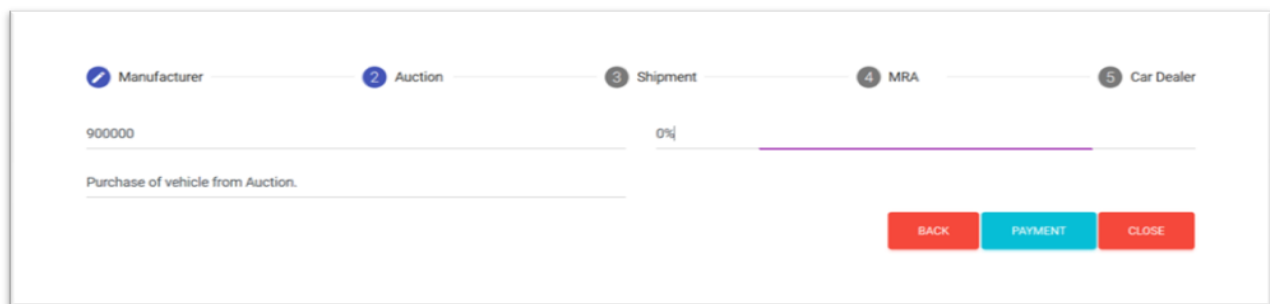 Manufacturer 2 Auction 3 Shipment 4 MRA 5 Car Dealer
900000 0%
Purchase of vehicle from Auction.
BACK PAYMENT CLOSE